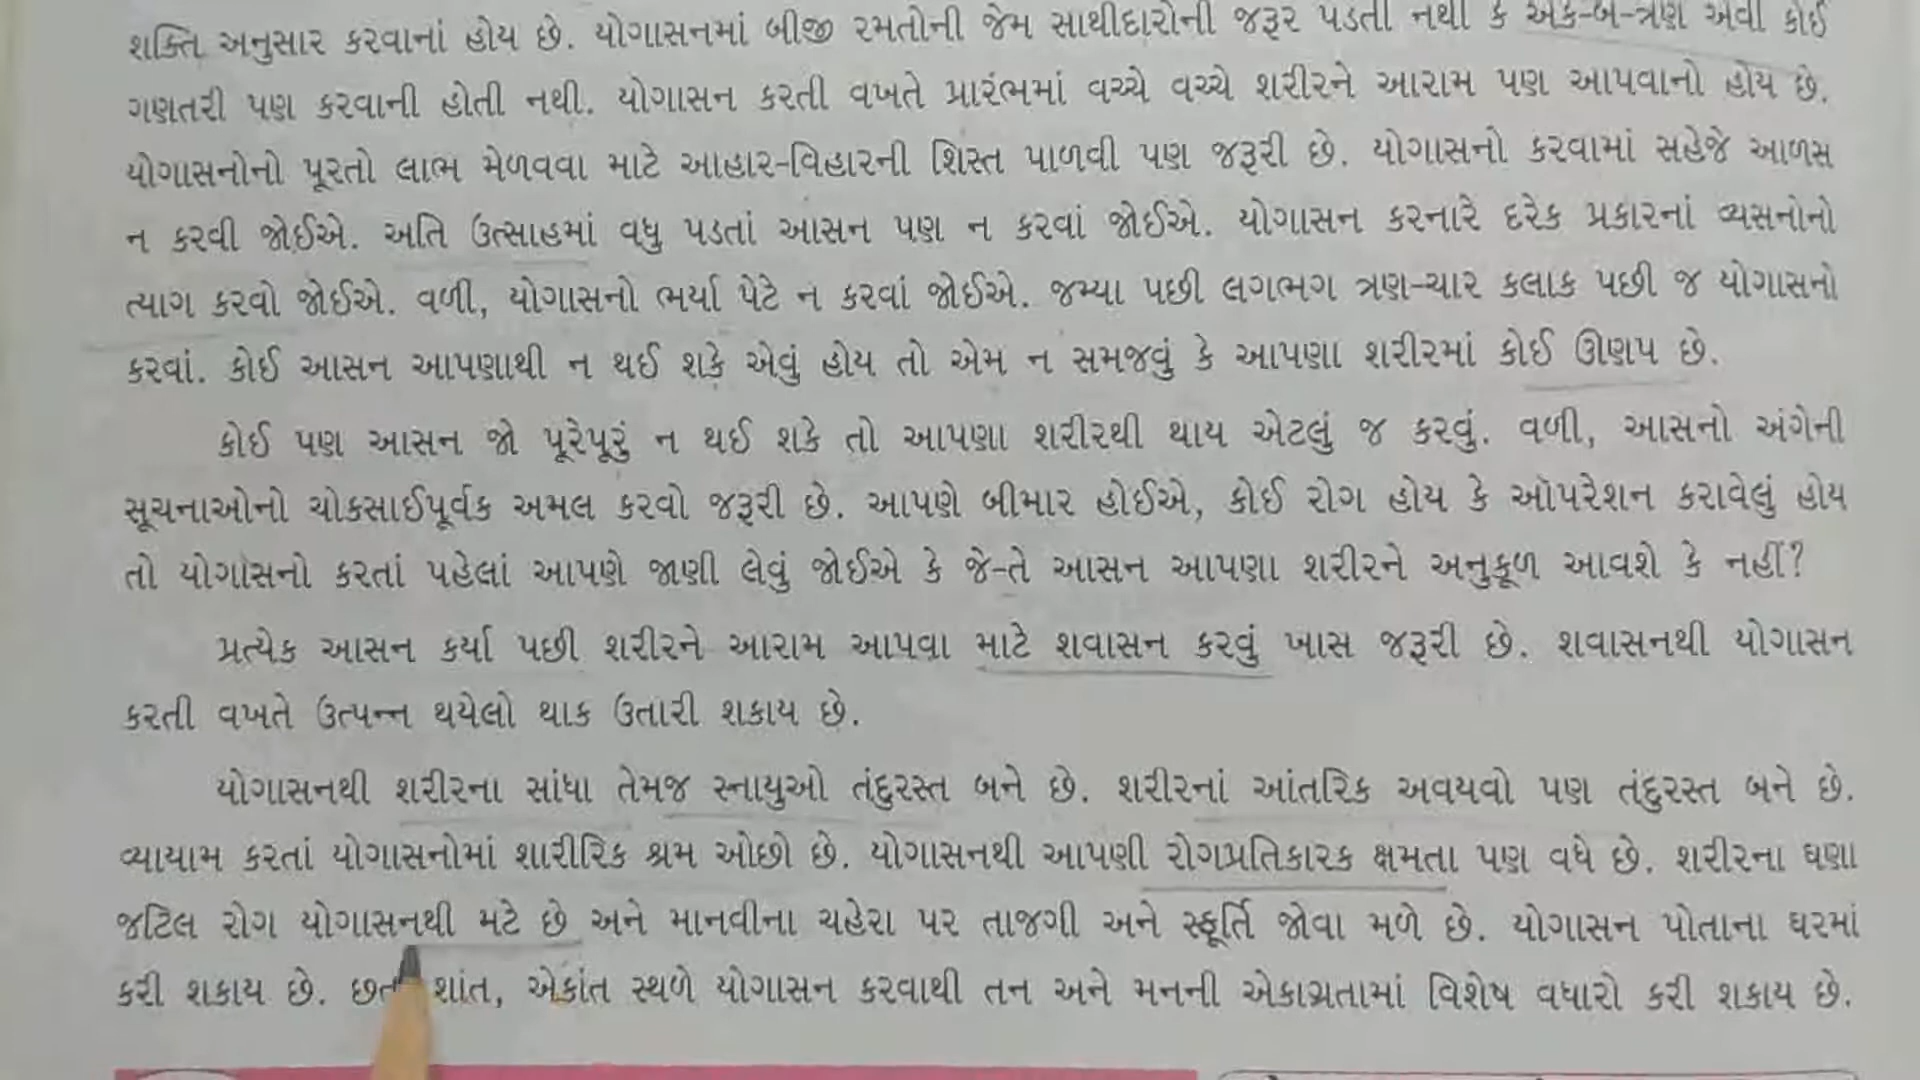 શક્તિ અનુસાર કરવાનાં હોય છે. યોગાસનમાં બીજી રમતોની જેમ સાથીદારોની જરૂર પડતી નથી કે એક-બે-ત્રણ એવી કોઈ
ગણતરી પણ કરવાની હોતી નથી. યોગાસન કરતી વખતે પ્રારંભમાં વચ્ચે વચ્ચે શરીરને આરામ પણ આપવાનો હોય છે.
યોગાસનોનો પૂરતો લાભ મેળવવા માટે આહાર-વિહારની શિસ્ત પાળવી પણ જરૂરી છે. યોગાસનો કરવામાં સહેજે આળસ
ન કરવી જોઈએ. અતિ ઉત્સાહમાં વધુ પડતાં આસન પણ ન કરવાં જોઈએ. યોગાસન કરનારે દરેક પ્રકારનાં વ્યસનોનો
ત્યાગ કરવો જોઈએ. વળી, યોગાસનો ભર્યા પેટે ન કરવાં જોઈએ. જમ્યા પછી લગભગ ત્રણ-ચાર કલાક પછી જ યોગાસનો
કરવાં. કોઈ આસન આપણાથી ન થઈ શકે એવું હોય તો એમ ન સમજવું કે આપણા શરીરમાં કોઈ ઊણપ છે.
કોઈ પણ આસન જો પૂરેપૂરું ન થઈ શકે તો આપણા શરીરથી થાય એટલું જ કરવું. વળી, આસનો અંગેની
સૂચનાઓનો ચોકસાઈપૂર્વક અમલ કરવો જરૂરી છે. આપણે બીમાર હોઈએ, કોઈ રોગ હોય કે ઑપરેશન કરાવેલું હોય
તો યોગાસનો કરતાં પહેલાં આપણે જાણી લેવું જોઈએ કે જે-તે આસન આપણા શરીરને અનુકૂળ આવશે કે નહીં?
પ્રત્યેક આસન કર્યા પછી શરીરને આરામ આપવા માટે શવાસન કરવું ખાસ જરૂરી છે. શવાસનથી યોગાસન
કરતી વખતે ઉત્પન્ન થયેલો થાક ઉતારી શકાય છે.
યોગાસનથી શરીરના સાંધા તેમજ સ્નાયુઓ તંદુરસ્ત બને છે. શરીરનાં આંતરિક અવયવો પણ તંદુરસ્ત બને છે.
વ્યાયામ કરતાં યોગાસનોમાં શારીરિક શ્રમ ઓછો છે. યોગાસનથી આપણી રોગપ્રતિકારક ક્ષમતા પણ વધે છે. શરીરના ઘણા
જટિલ રોગ યોગાસનથી મટે છે અને માનવીના ચહેરા પર તાજગી અને સ્ફૂર્તિ જોવા મળે છે. યોગાસન પોતાના ઘરમાં
કરી શકાય છે. શાંત, એકાંત સ્થળે યોગાસન કરવાથી તન અને મનની એકાગ્રતામાં વિશેષ વધારો કરી શકાય છે.